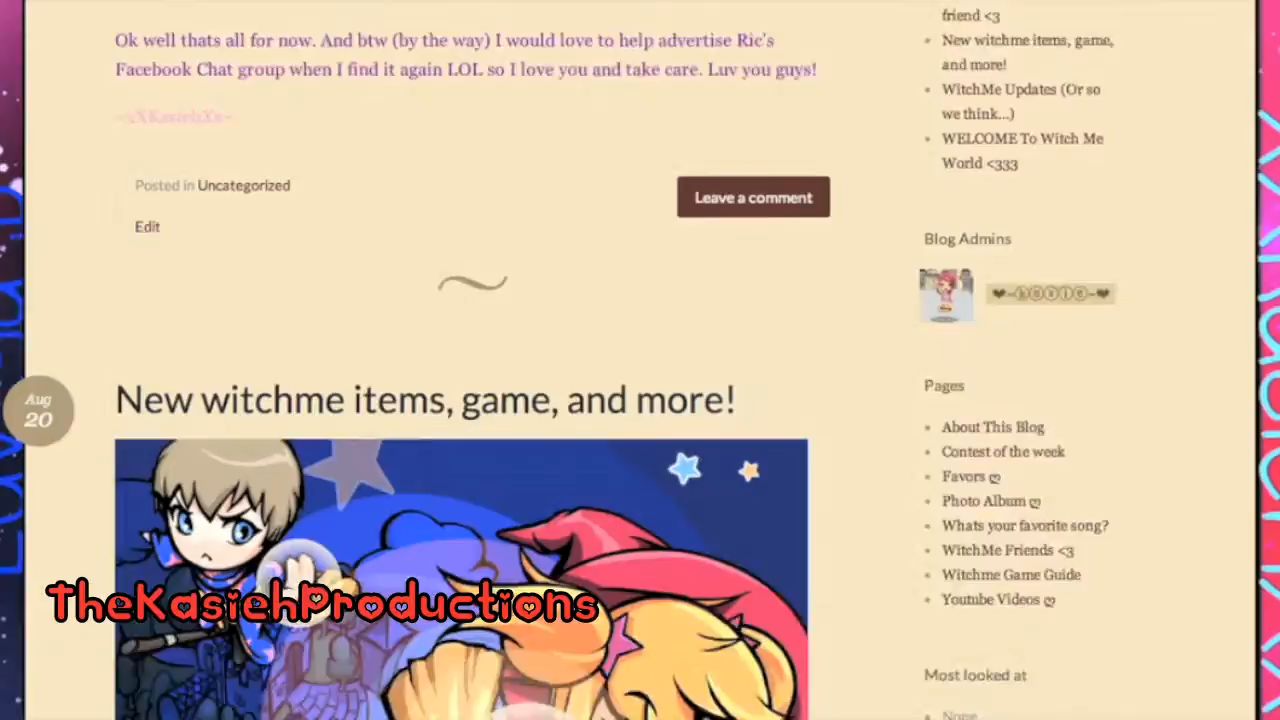 Ok well thats all for now. And btw (by the way) I would love to help advertise Ric's
Facebook Chat group when I find it again LOL so I love you and take care. Luv you guys!
Posted in Uncategorized
Leave a comment
Edit
Aug
20
New witchme items, game, and more!
TheKasiehProductions
friend <3
New witchme items, game,
and more!
WitchMe Updates (Or so
we think...)
WELCOME To Witch Me
World <333
Blog Admins
Pages
About This Blog
Contest of the week
Favors ღ
Photo Album ღ
Whats your favorite song?
WitchMe Friends <3
Witchme Game Guide
Youtube Videos ღ
Most looked at
None